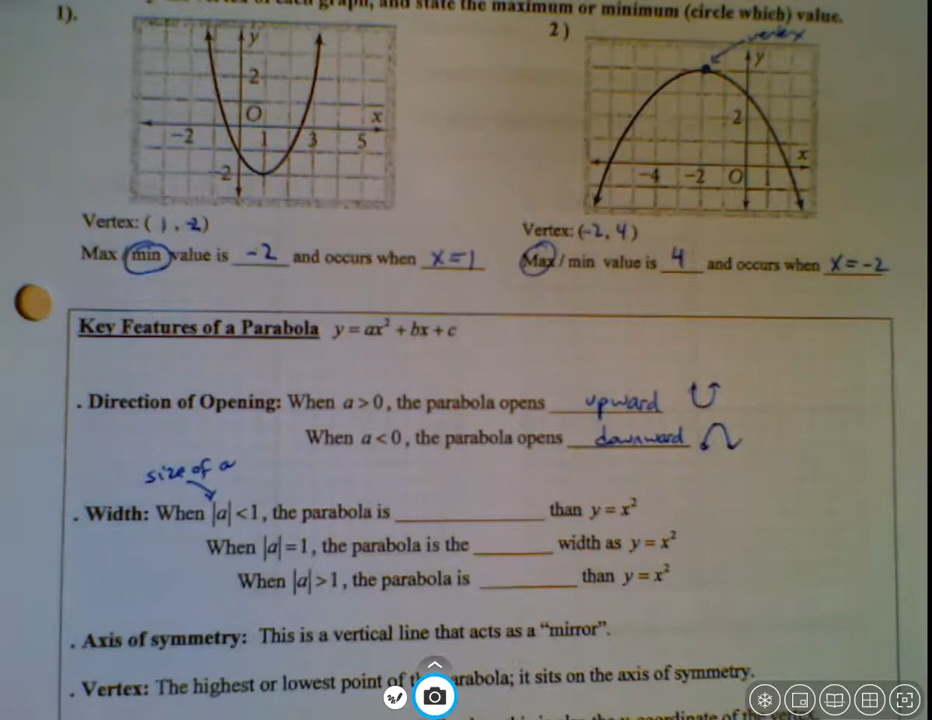 graph, and state the maximum or minimum (circle which) value.
1).
2)
vertex
y
2
O
x
-2
1
3
5
-2
y
2
x
-4
-2
O
1
Vertex: (1, -2)
Max / min value is -2 and occurs when x=1
Vertex: (-2, 4)
Max / min value is 4 and occurs when x=-2
Key Features of a Parabola y = ax² + bx + c
. Direction of Opening: When a > 0, the parabola opens upward
When a < 0, the parabola opens downward
size of a
. Width: When |a| < 1, the parabola is ____________ than y = x²
When |a| = 1, the parabola is the ______ width as y = x²
When |a| > 1, the parabola is ________ than y = x²
. Axis of symmetry: This is a vertical line that acts as a “mirror”.
. Vertex: The highest or lowest point of parabola; it sits on the axis of symmetry.